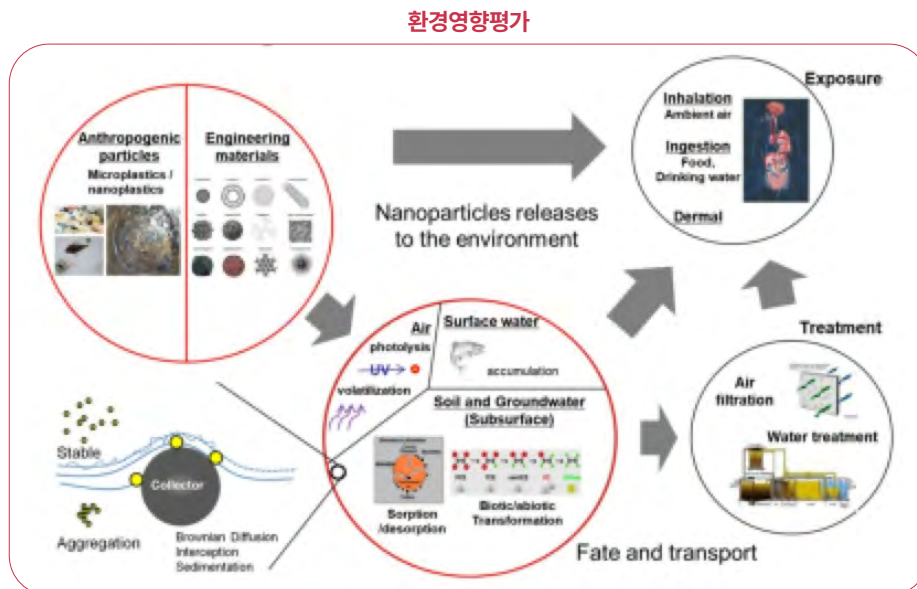 환경영향평가
Anthropogenic
particles
Microplastics /
nanoplastics
Engineering
materials
Nanoparticles releases
to the environment
Exposure
Inhalation
Ambient air
Ingestion
Food,
Drinking water
Dermal
Air
photolysis
UV
volatilization
Surface water
accumulation
Soil and Groundwater
(Subsurface)
Sorption
/desorption
Biotic/abiotic
Transformation
Treatment
Air
filtration
Water treatment
Fate and transport
Stable
Collector
Aggregation
Brownian Diffusion
Interception
Sedimentation